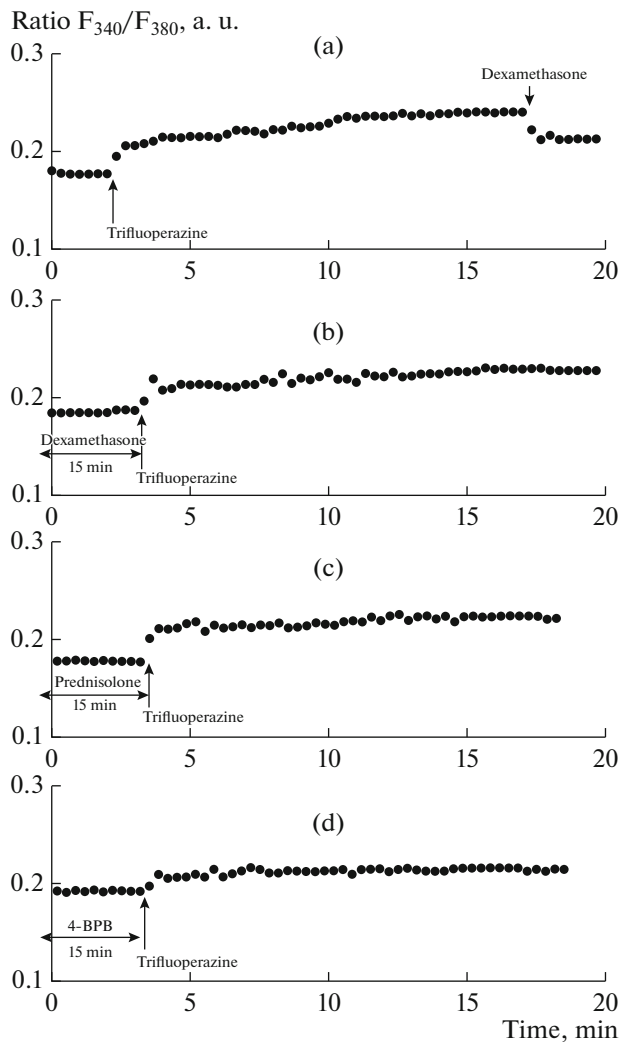 Ratio F340/F380, a. u.
(a)
0.3
Dexamethasone
0.2
Trifluoperazine
0.1
0 5 10 15 20
0.3
(b)
0.2
Dexamethasone
15 min
Trifluoperazine
0.1
0 5 10 15 20
0.3
(c)
0.2
Prednisolone
15 min
Trifluoperazine
0.1
0 5 10 15 20
0.3
(d)
0.2
4-BPB
15 min
Trifluoperazine
0.1
0 5 10 15 20
Time, min